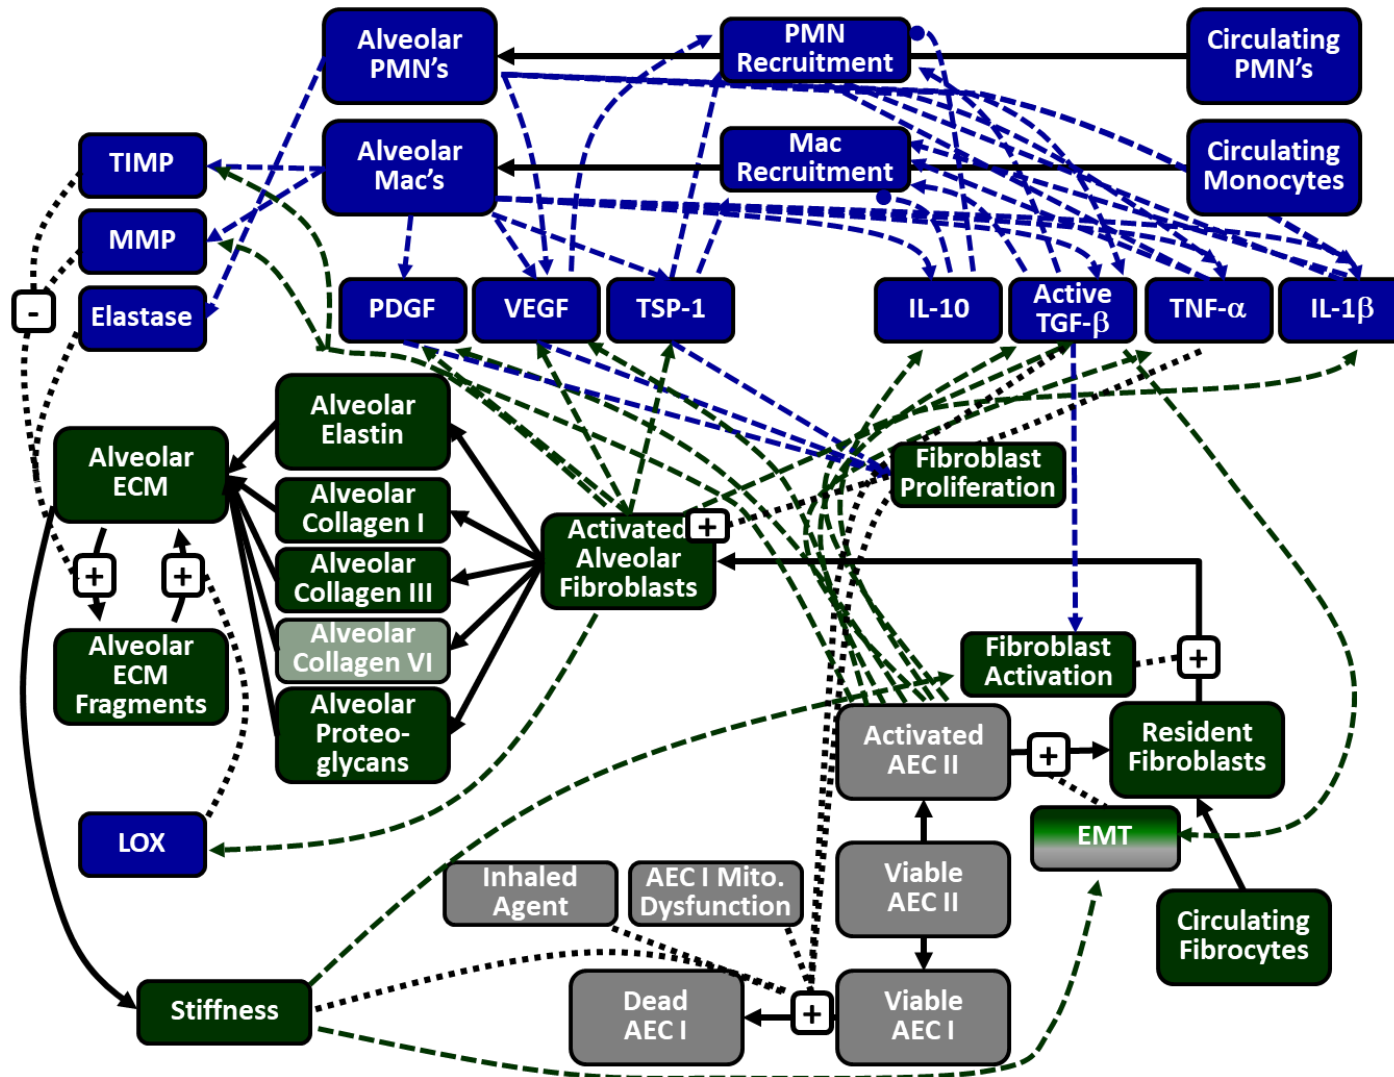 Alveolar
PMN's
PMN
Recruitment
Circulating
PMN's
TIMP
Alveolar
Mac's
Mac
Recruitment
Circulating
Monocytes
MMP
-
Elastase
PDGF
VEGF
TSP-1
IL-10
Active
TGF-β
TNF-α
IL-1β
Alveolar
Elastin
Alveolar
ECM
Fibroblast
Proliferation
Alveolar
Collagen I
Activated
Alveolar
Fibroblasts
+
Alveolar
Collagen III
+
+
Alveolar
Collagen VI
Alveolar
ECM
Fragments
Fibroblast
Activation
+
Alveolar
Proteo-
glycans
Activated
AEC II
+
Resident
Fibroblasts
LOX
EMT
Inhaled
Agent
AEC I Mito.
Dysfunction
Viable
AEC II
Circulating
Fibrocytes
Stiffness
Dead
AEC I
+
Viable
AEC I